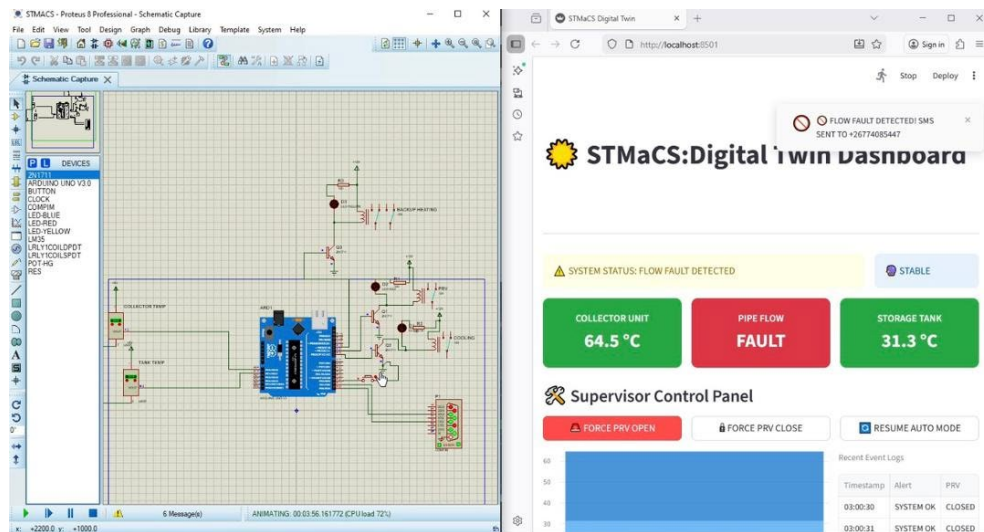 STMACS - Proteus 8 Professional - Schematic Capture
File Edit View Tool Design Graph Debug Library Template System Help
Schematic Capture
P L DEVICES
2N1711
ARDUINO UNO V3.0
BUTTON
CLOCK
COMPIM
LED-BLUE
LED-RED
LED-YELLOW
LM35
LRLY1COILDPDT
LRLY1COILSPDT
POT-HG
RES
BACKUP HEATING
PRV
COOLING
COLLECTOR TEMP
TANK TEMP
6 Message(s)
ANIMATING: 00:03:56.161772 (CPU load 72%)
x: +2200.0 y: +1000.0
STMaCS Digital Twin
http://localhost:8501
Sign in
Stop Deploy
FLOW FAULT DETECTED! SMS
SENT TO +26774085447
STMaCS:Digital Twin Dashboard
SYSTEM STATUS: FLOW FAULT DETECTED
STABLE
COLLECTOR UNIT
64.5 °C
PIPE FLOW
FAULT
STORAGE TANK
31.3 °C
Supervisor Control Panel
FORCE PRV OPEN
FORCE PRV CLOSE
RESUME AUTO MODE
60
50
40
30
Recent Event Logs
Timestamp Alert PRV
03:00:30 SYSTEM OK CLOSED
03:00:31 SYSTEM OK CLOSED